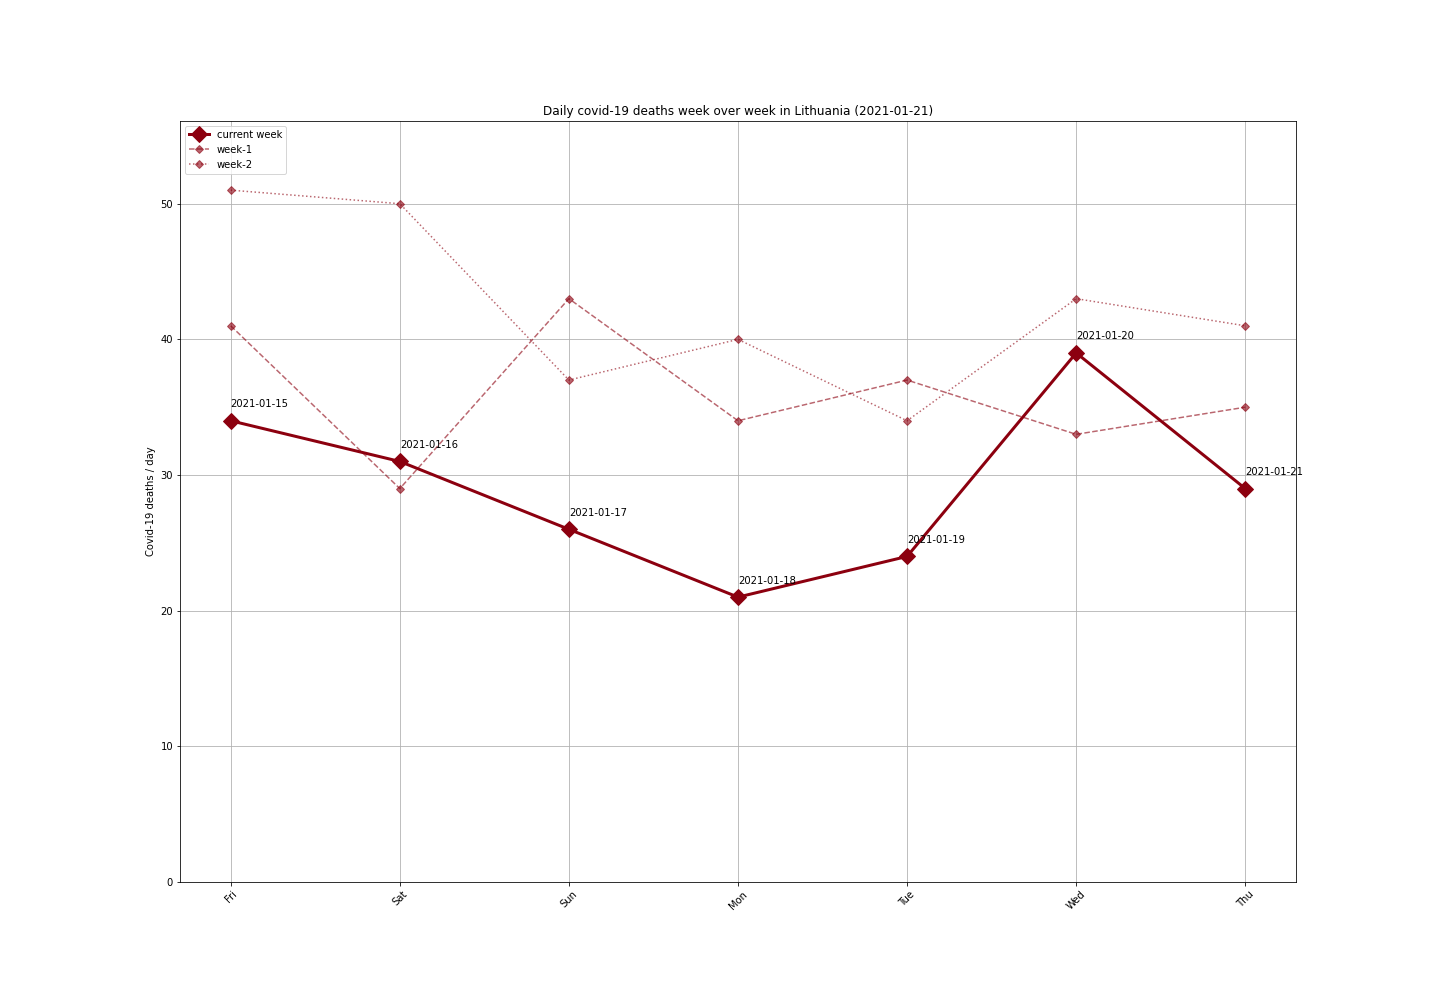 Daily covid-19 deaths week over week in Lithuania (2021-01-21)
current week
week-1
week-2
Covid-19 deaths / day
50
40
30
20
10
0
2021-01-15
2021-01-16
2021-01-17
2021-01-18
2021-01-19
2021-01-20
2021-01-21
Fri
Sat
Sun
Mon
Tue
Wed
Thu